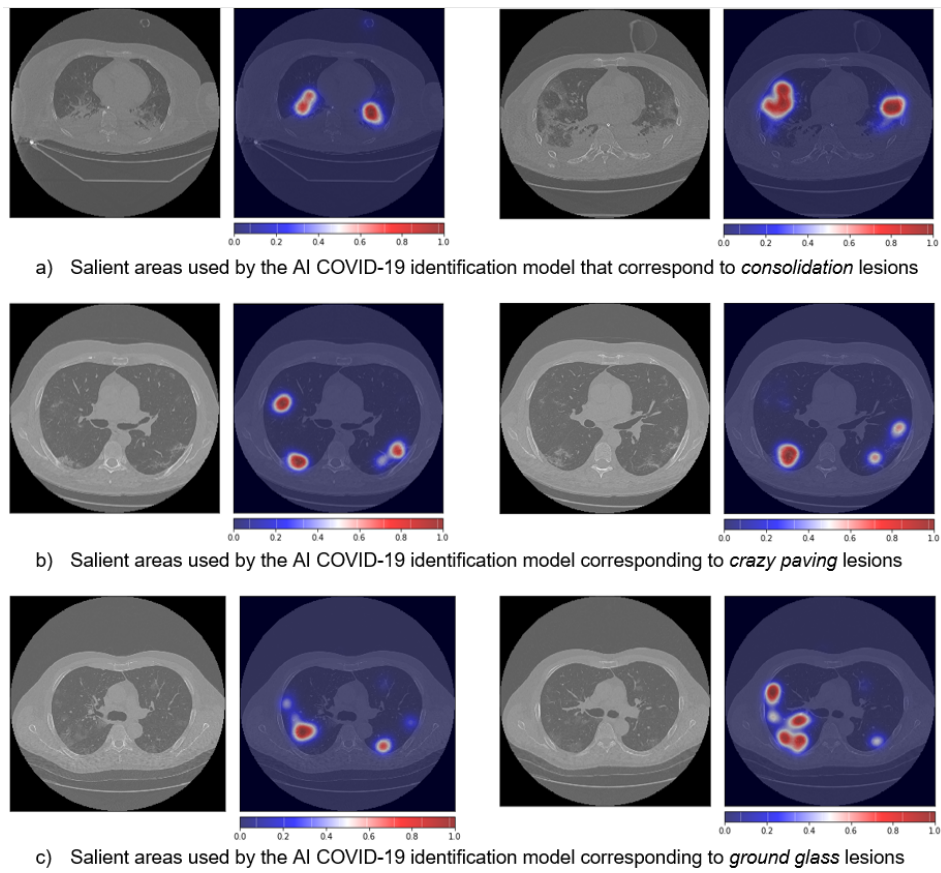 0.0 0.2 0.4 0.6 0.8 1.0 0.0 0.2 0.4 0.6 0.8 1.0
a) Salient areas used by the AI COVID-19 identification model that correspond to consolidation lesions
0.0 0.2 0.4 0.6 0.8 1.0 0.0 0.2 0.4 0.6 0.8 1.0
b) Salient areas used by the AI COVID-19 identification model corresponding to crazy paving lesions
0.0 0.2 0.4 0.6 0.8 1.0 0.0 0.2 0.4 0.6 0.8 1.0
c) Salient areas used by the AI COVID-19 identification model corresponding to ground glass lesions